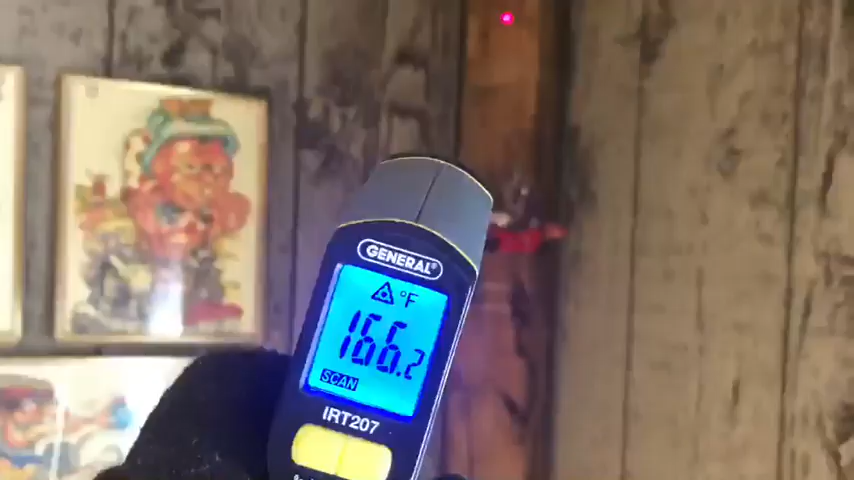 GENERAL®
°F
166.2
SCAN
IRT207